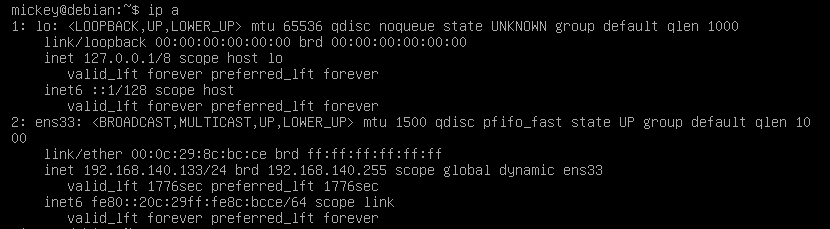 mickey@debian:~$ ip a
1: lo: <LOOPBACK,UP,LOWER_UP> mtu 65536 qdisc noqueue state UNKNOWN group default qlen 1000
    link/loopback 00:00:00:00:00:00 brd 00:00:00:00:00:00
    inet 127.0.0.1/8 scope host lo
       valid_lft forever preferred_lft forever
    inet6 ::1/128 scope host
       valid_lft forever preferred_lft forever
2: ens33: <BROADCAST,MULTICAST,UP,LOWER_UP> mtu 1500 qdisc pfifo_fast state UP group default qlen 10
00
    link/ether 00:0c:29:8c:bc:ce brd ff:ff:ff:ff:ff:ff
    inet 192.168.140.133/24 brd 192.168.140.255 scope global dynamic ens33
       valid_lft 1776sec preferred_lft 1776sec
    inet6 fe80::20c:29ff:fe8c:bcce/64 scope link
       valid_lft forever preferred_lft forever